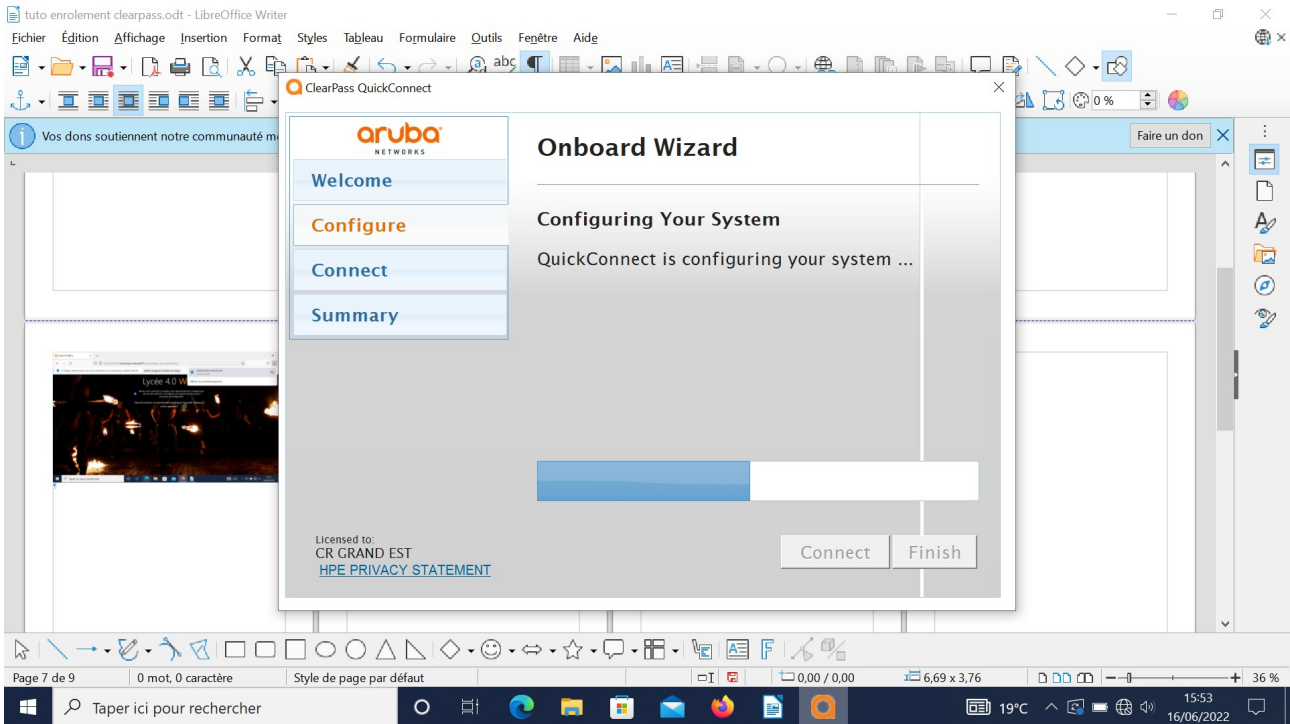 tuto enrolement clearpass.odt - LibreOffice Writer
Fichier Édition Affichage Insertion Format Styles Tableau Formulaire Outils Fenêtre Aide
ClearPass QuickConnect
0 %
Vos dons soutiennent notre communauté
Faire un don
aruba
NETWORKS
Onboard Wizard
Welcome
Configure
Configuring Your System
QuickConnect is configuring your system ...
Connect
Summary
Lycée 4.0
Licensed to:
CR GRAND EST
HPE PRIVACY STATEMENT
Connect Finish
Page 7 de 9 0 mot, 0 caractère Style de page par défaut 0,00 / 0,00 6,69 x 3,76 36 %
Taper ici pour rechercher
19°C
15:53
16/06/2022